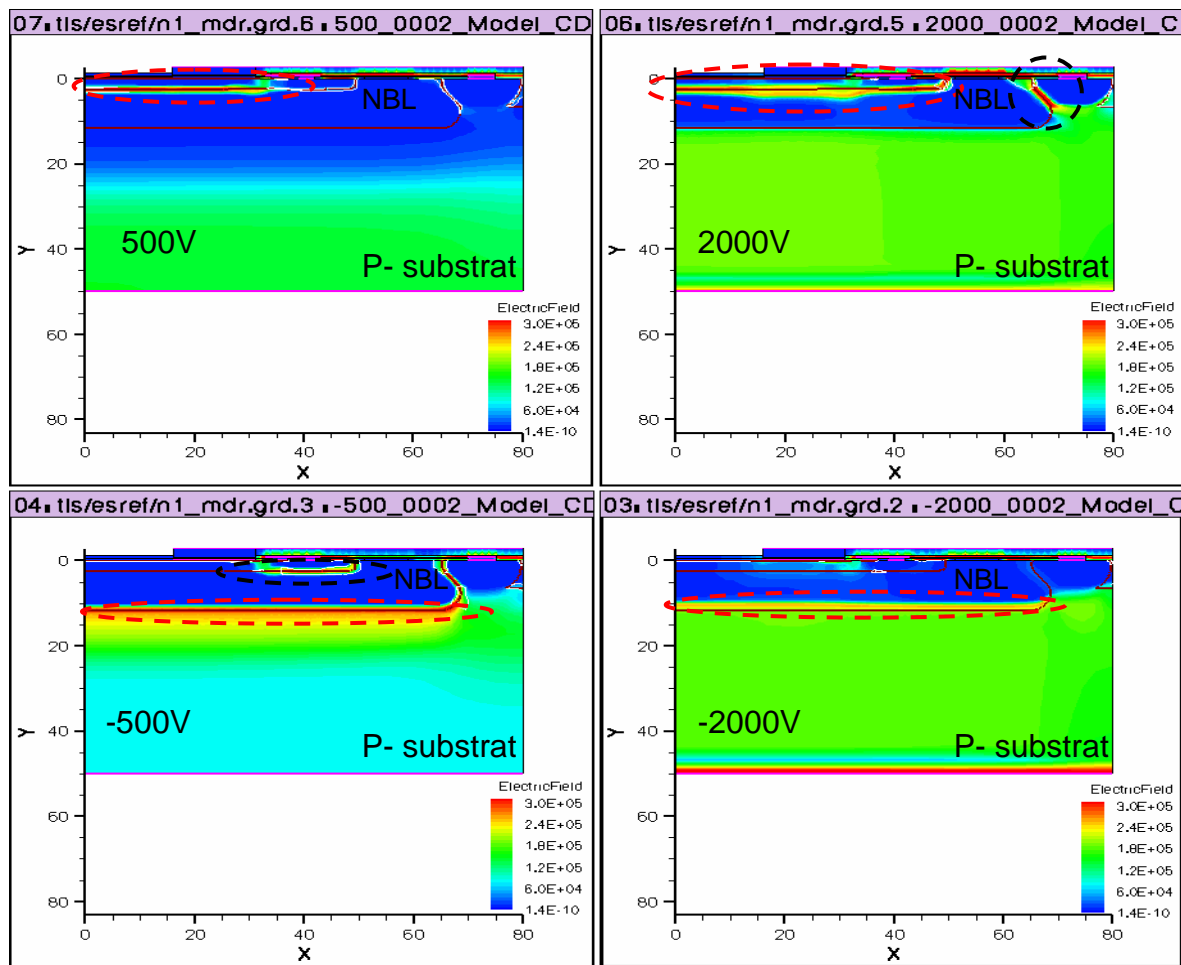 07: tls/esref/n1_mdr.grd.6 : 500_0002_Model_CD
0
20
40
60
80
Y
NBL
500V
P- substrat
ElectricField
3.0E+05
2.4E+05
1.8E+05
1.2E+05
6.0E+04
1.4E-10
0 20 40 60 80
X
06: tls/esref/n1_mdr.grd.5 : 2000_0002_Model_C
0
20
40
60
80
Y
NBL
2000V
P- substrat
ElectricField
3.0E+05
2.4E+05
1.8E+05
1.2E+05
6.0E+04
1.4E-10
0 20 40 60 80
X
04: tls/esref/n1_mdr.grd.3 : -500_0002_Model_CD
0
20
40
60
80
Y
NBL
-500V
P- substrat
ElectricField
3.0E+05
2.4E+05
1.8E+05
1.2E+05
6.0E+04
1.4E-10
0 20 40 60 80
X
03: tls/esref/n1_mdr.grd.2 : -2000_0002_Model_C
0
20
40
60
80
Y
NBL
-2000V
P- substrat
ElectricField
3.0E+05
2.4E+05
1.8E+05
1.2E+05
6.0E+04
1.4E-10
0 20 40 60 80
X